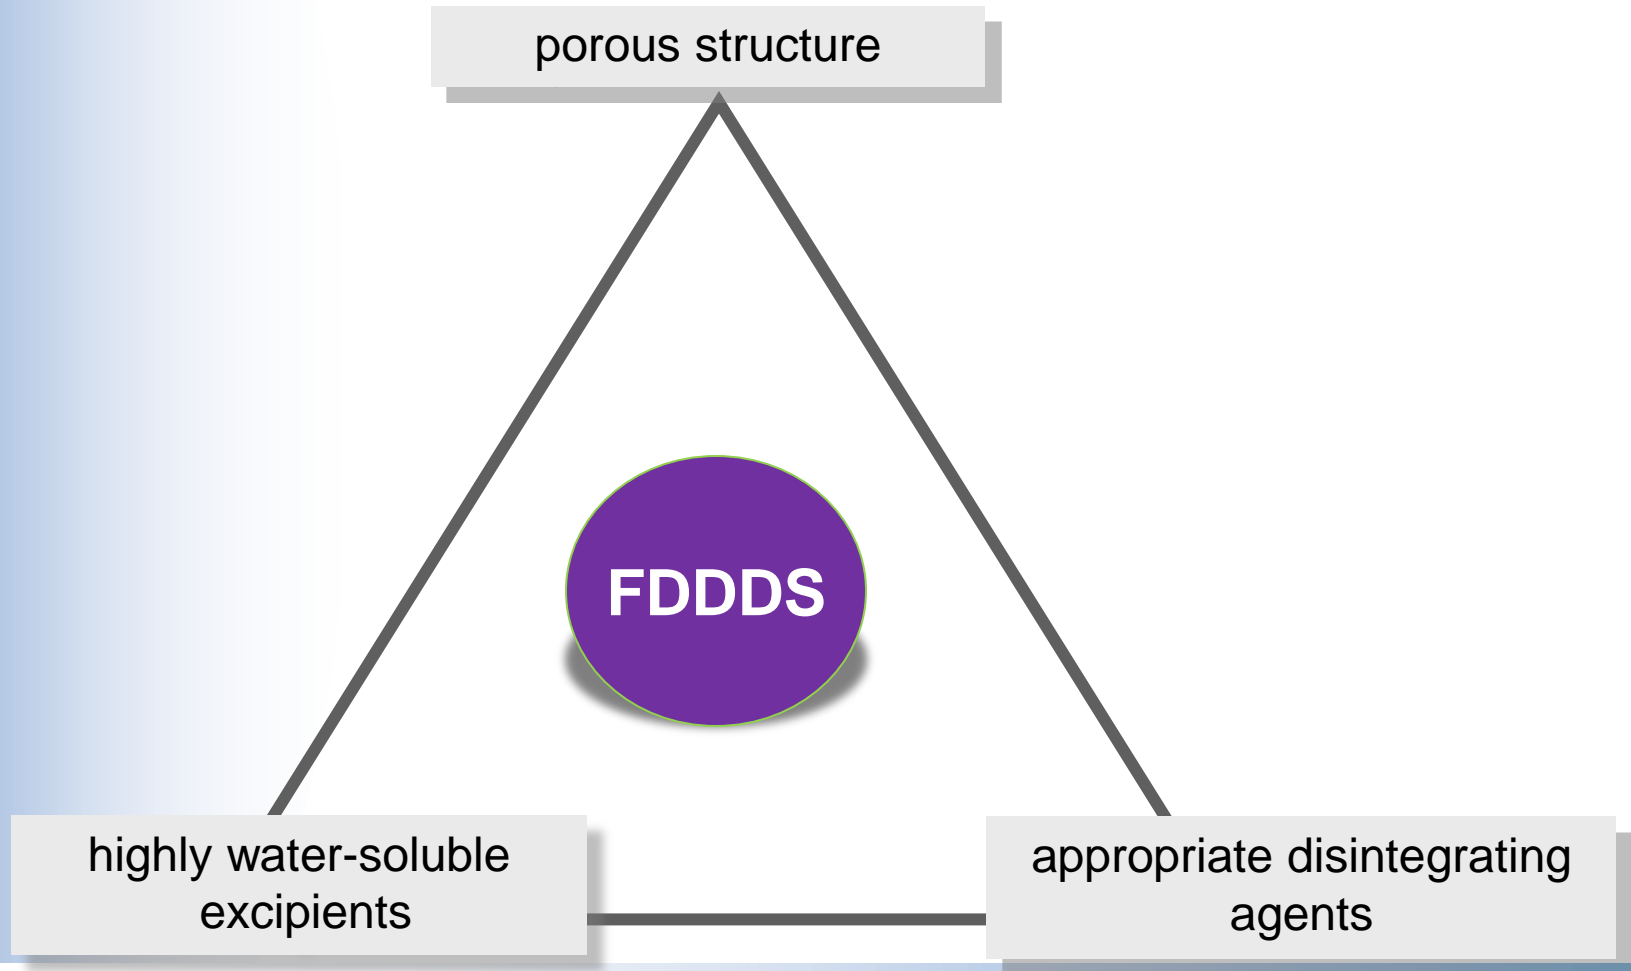 porous structure
FDDDS
highly water-soluble
excipients
appropriate disintegrating
agents